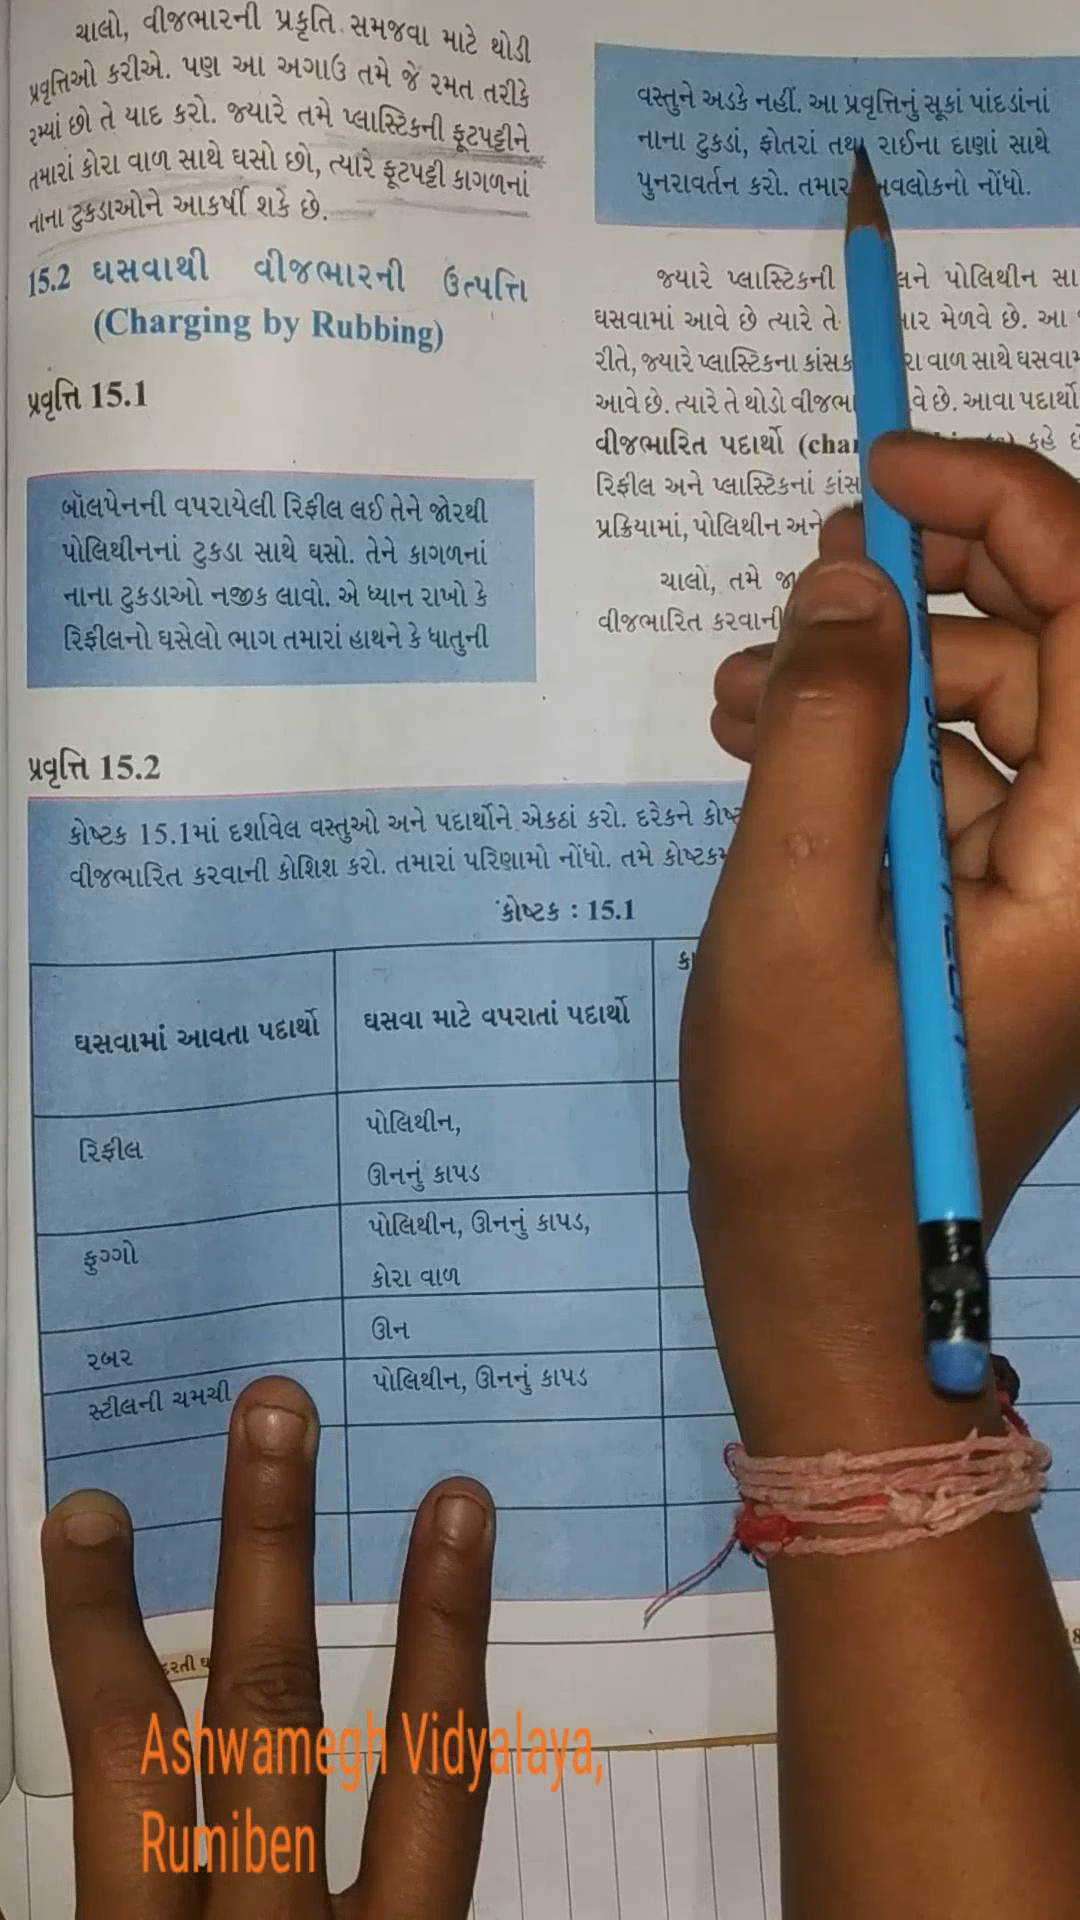 ચાલો, વીજભારની પ્રકૃતિ સમજવા માટે થોડી
પ્રવૃત્તિઓ કરીએ. પણ આ અગાઉ તમે જે રમત તરીકે
રમ્યાં છો તે યાદ કરો. જ્યારે તમે પ્લાસ્ટિકની ફૂટપટ્ટીને
તમારાં કોરા વાળ સાથે ઘસો છો, ત્યારે ફૂટપટ્ટી કાગળનાં
નાના ટુકડાઓને આકર્ષી શકે છે.
15.2 ઘસવાથી વીજભારની ઉત્પત્તિ
(Charging by Rubbing)
પ્રવૃત્તિ 15.1
બૉલપેનની વપરાયેલી રિફીલ લઈ તેને જોરથી
પોલિથીનનાં ટુકડા સાથે ઘસો. તેને કાગળનાં
નાના ટુકડાઓ નજીક લાવો. એ ધ્યાન રાખો કે
રિફીલનો ઘસેલો ભાગ તમારાં હાથને કે ધાતુની
વસ્તુને અડકે નહીં. આ પ્રવૃત્તિનું સૂકાં પાંદડાંનાં
નાના ટુકડાં, ફોતરાં તથા રાઈના દાણાં સાથે
પુનરાવર્તન કરો. તમારાં અવલોકનો નોંધો.
જ્યારે પ્લાસ્ટિકની પોલિથીન
ઘસવામાં આવે છે ત્યારે તે મેળવે છે. આ
રીતે, જ્યારે પ્લાસ્ટિકના વાળ સાથે
આવે છે. ત્યારે તે થોડો છે. આવા પદાર્થો
વીજભારિત પદાર્થો કહે
રિફીલ અને પ્લાસ્ટિકનાં
પ્રક્રિયામાં, પોલિથીન અને
ચાલો, તમે
વીજભારિત કરવાની
પ્રવૃત્તિ 15.2
કોષ્ટક 15.1માં દર્શાવેલ વસ્તુઓ અને પદાર્થોને એકઠાં કરો. દરેકને
વીજભારિત કરવાની કોશિશ કરો. તમારાં પરિણામો નોંધો. તમે
કોષ્ટક : 15.1
ઘસવામાં આવતા પદાર્થો
ઘસવા માટે વપરાતાં પદાર્થો
રિફીલ
પોલિથીન,
ઊનનું કાપડ
ફુગ્ગો
પોલિથીન, ઊનનું કાપડ,
કોરા વાળ
રબર
ઊન
સ્ટીલની ચમચી
પોલિથીન, ઊનનું કાપડ
Ashwamegh Vidyalaya,
Rumiben